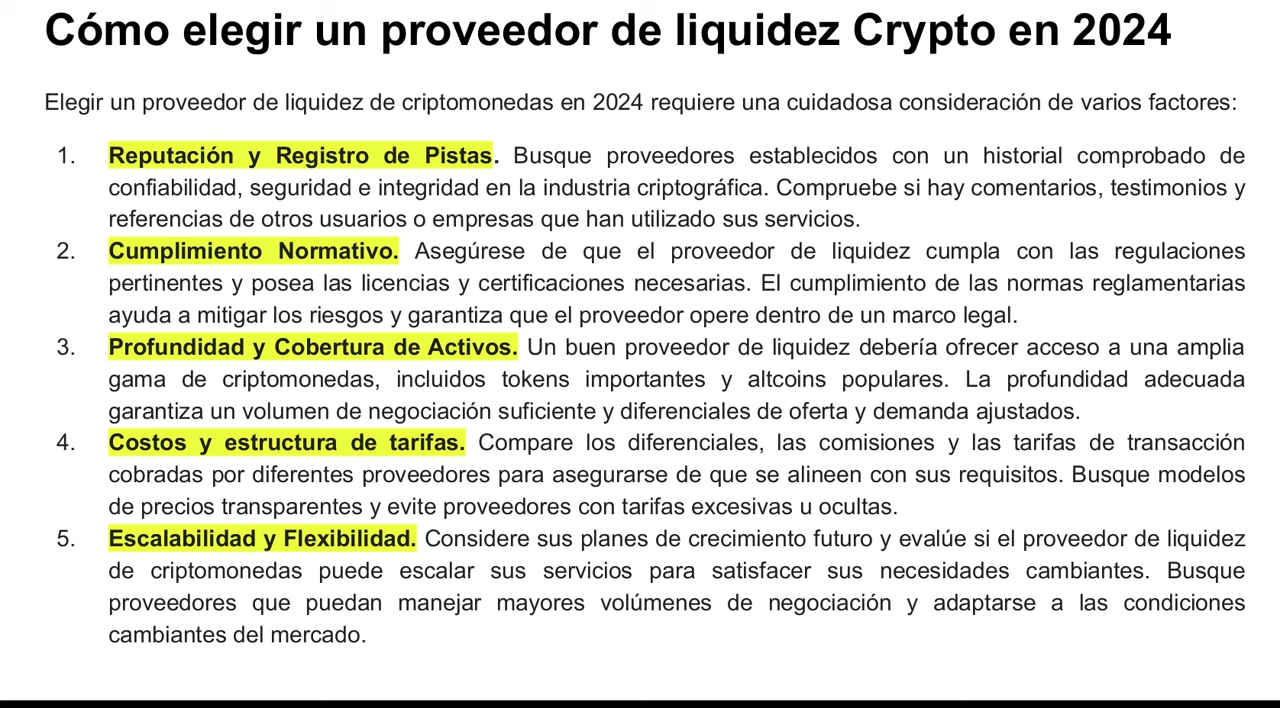 Cómo elegir un proveedor de liquidez Crypto en 2024
Elegir un proveedor de liquidez de criptomonedas en 2024 requiere una cuidadosa consideración de varios factores:
1. Reputación y Registro de Pistas. Busque proveedores establecidos con un historial comprobado de
confiabilidad, seguridad e integridad en la industria criptográfica. Compruebe si hay comentarios, testimonios y
referencias de otros usuarios o empresas que han utilizado sus servicios.
2. Cumplimiento Normativo. Asegúrese de que el proveedor de liquidez cumpla con las regulaciones
pertinentes y posea las licencias y certificaciones necesarias. El cumplimiento de las normas reglamentarias
ayuda a mitigar los riesgos y garantiza que el proveedor opere dentro de un marco legal.
3. Profundidad y Cobertura de Activos. Un buen proveedor de liquidez debería ofrecer acceso a una amplia
gama de criptomonedas, incluidos tokens importantes y altcoins populares. La profundidad adecuada
garantiza un volumen de negociación suficiente y diferenciales de oferta y demanda ajustados.
4. Costos y estructura de tarifas. Compare los diferenciales, las comisiones y las tarifas de transacción
cobradas por diferentes proveedores para asegurarse de que se alineen con sus requisitos. Busque modelos
de precios transparentes y evite proveedores con tarifas excesivas u ocultas.
5. Escalabilidad y Flexibilidad. Considere sus planes de crecimiento futuro y evalúe si el proveedor de liquidez
de criptomonedas puede escalar sus servicios para satisfacer sus necesidades cambiantes. Busque
proveedores que puedan manejar mayores volúmenes de negociación y adaptarse a las condiciones
cambiantes del mercado.